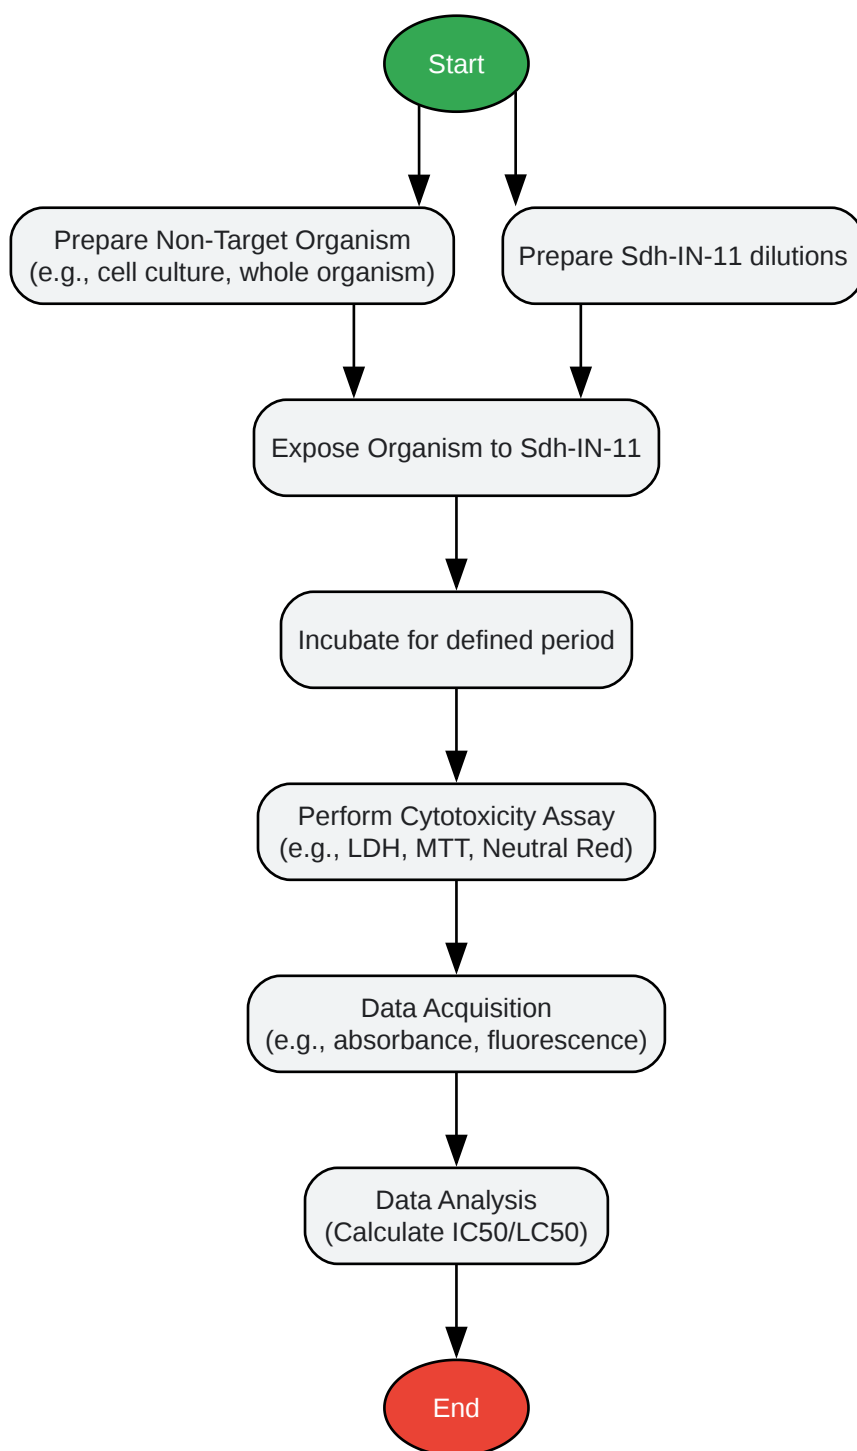 Start
Prepare Non-Target Organism
(e.g., cell culture, whole organism)
Prepare Sdh-IN-11 dilutions
Expose Organism to Sdh-IN-11
Incubate for defined period
Perform Cytotoxicity Assay
(e.g., LDH, MTT, Neutral Red)
Data Acquisition
(e.g., absorbance, fluorescence)
Data Analysis
(Calculate IC50/LC50)
End